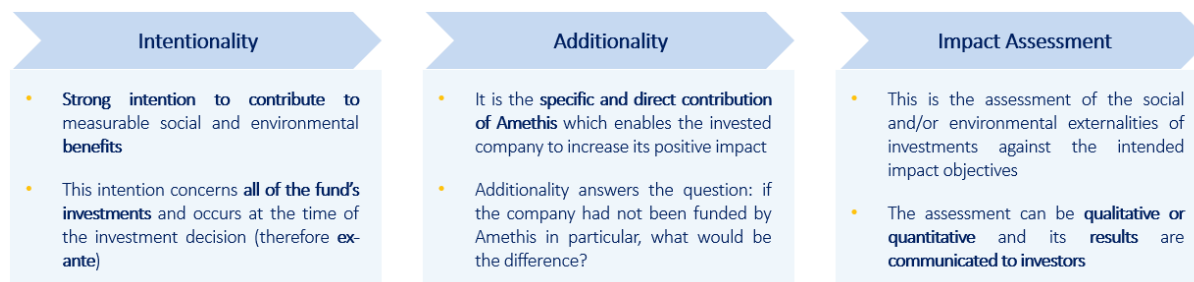 Intentionality
• Strong intention to contribute to
measurable social and environmental
benefits
• This intention concerns all of the fund's
investments and occurs at the time of
the investment decision (therefore ex-
ante)
Additionality
• It is the specific and direct contribution
of Amethis which enables the invested
company to increase its positive impact
• Additionality answers the question: if
the company had not been funded by
Amethis in particular, what would be
the difference?
Impact Assessment
• This is the assessment of the social
and/or environmental externalities of
investments against the intended
impact objectives
• The assessment can be qualitative or
quantitative and its results are
communicated to investors